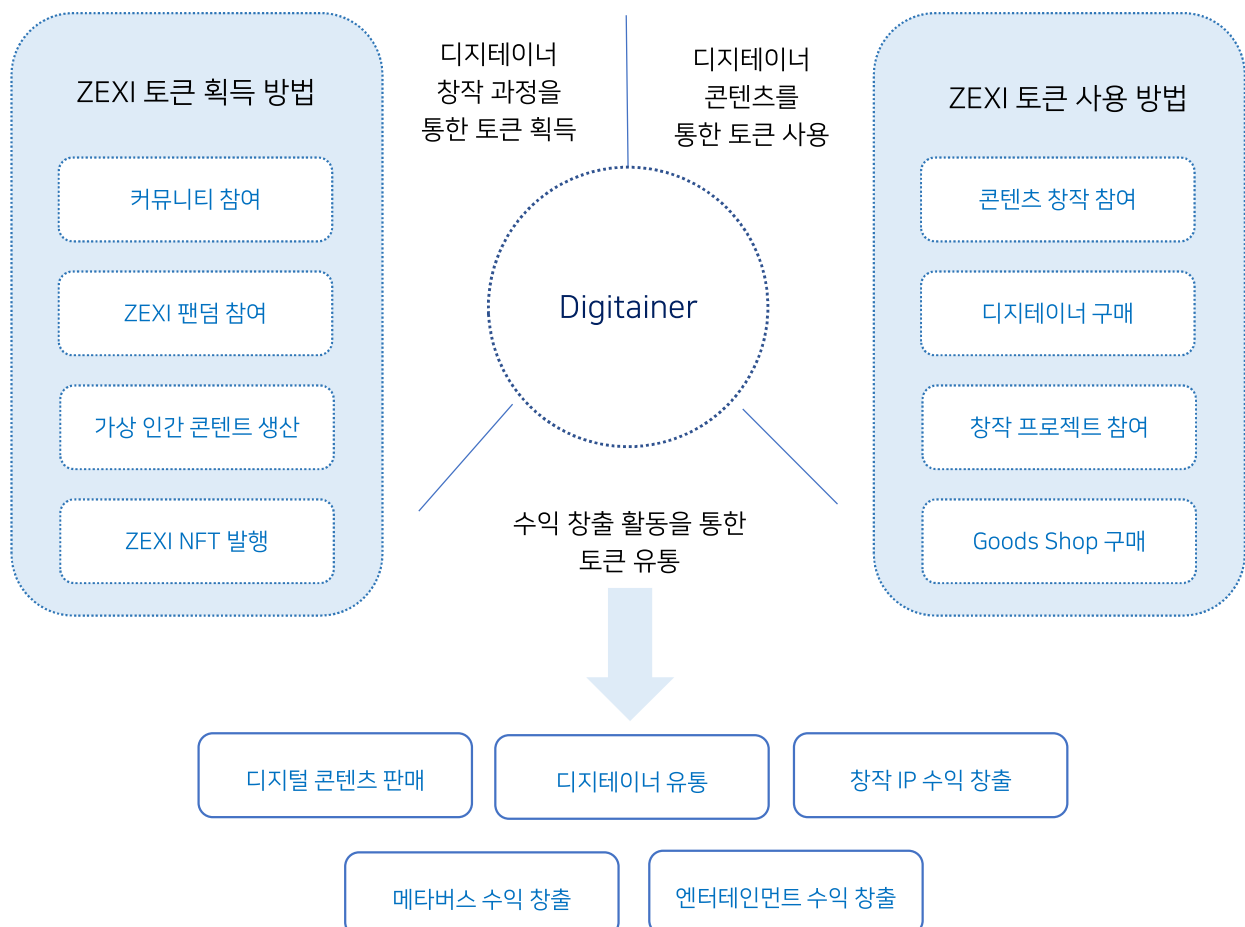 ZEXI 토큰 획득 방법
커뮤니티 참여
ZEXI 팬덤 참여
가상 인간 콘텐트 생산
ZEXI NFT 발행
디지테이너
창작 과정을
통한 토큰 획득
디지테이너
콘텐츠를
통한 토큰 사용
Digitainer
수익 창출 활동을 통한
토큰 유통
ZEXI 토큰 사용 방법
콘텐츠 창작 참여
디지테이너 구매
창작 프로젝트 참여
Goods Shop 구매
디지털 콘텐츠 판매
디지테이너 유통
창작 IP 수익 창출
메타버스 수익 창출
엔터테인먼트 수익 창출